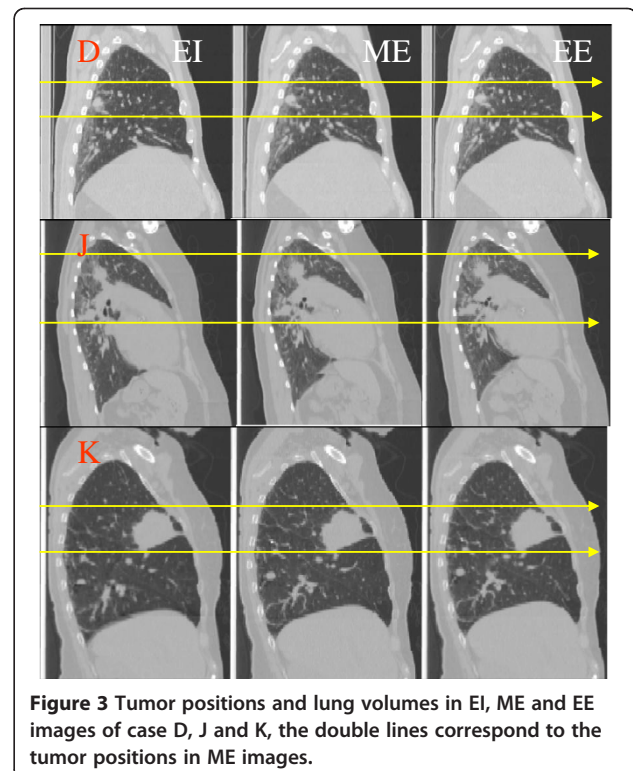 D EI ME EE
J
K
Figure 3 Tumor positions and lung volumes in EI, ME and EE
images of case D, J and K, the double lines correspond to the
tumor positions in ME images.